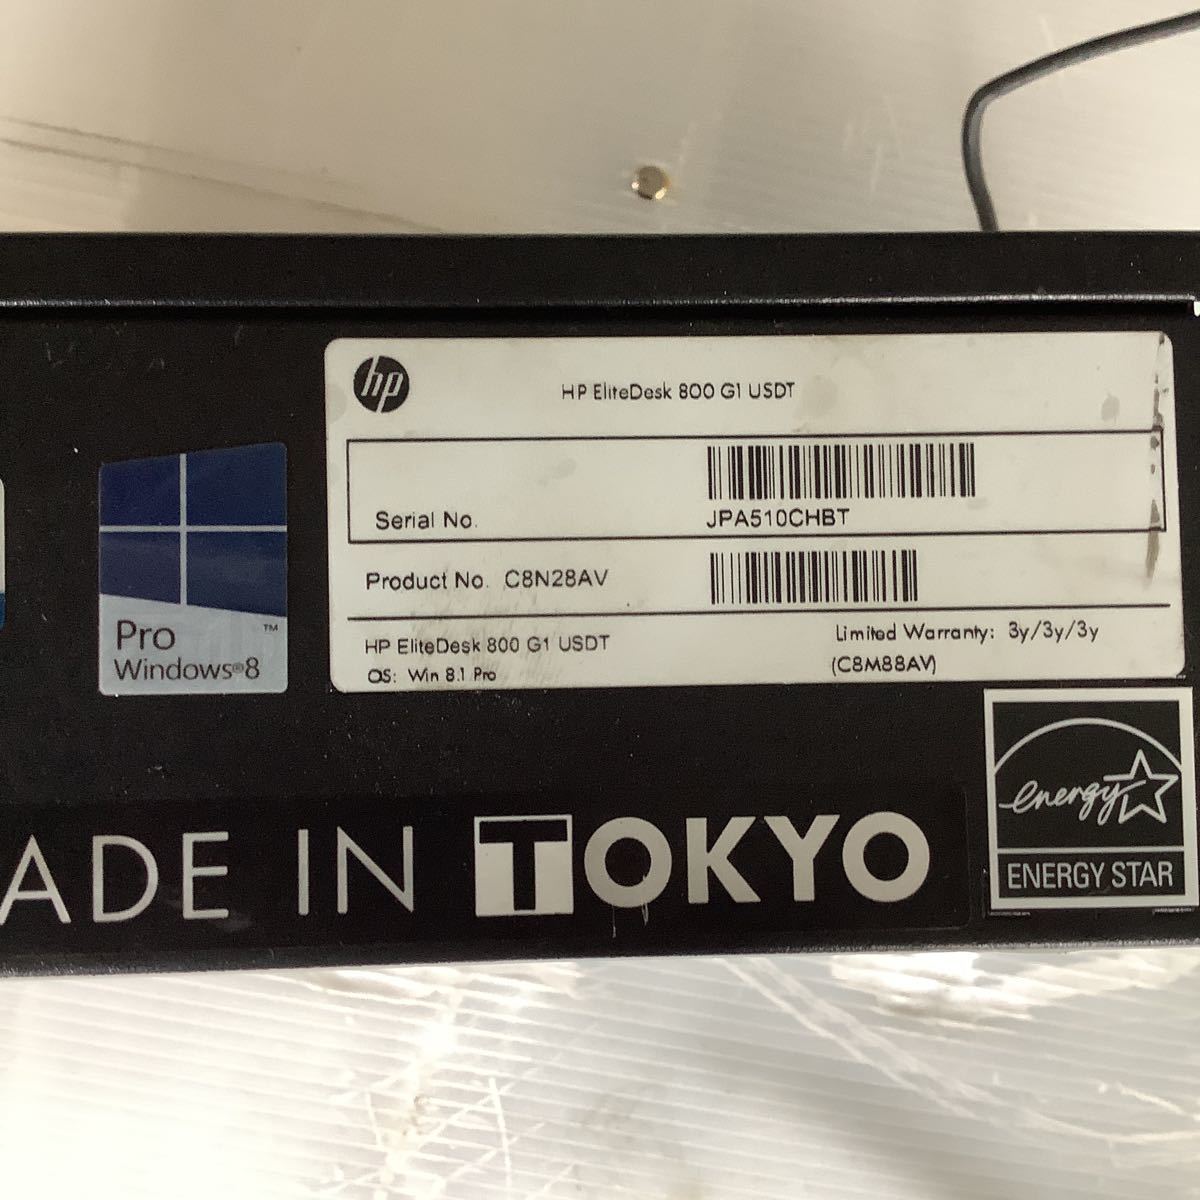 hp
HP EliteDesk 800 G1 USDT
Serial No.
JPA510CHBT
Product No. C8N28AV
HP EliteDesk 800 G1 USDT
Limited Warranty: 3y/3y/3y
OS: Win 8.1 Pro
(C8M88AV)
Pro ™
Windows®8
ADE IN TOKYO
energy
ENERGY STAR